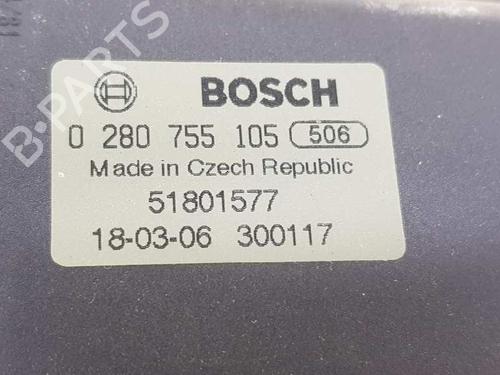 BOSCH
0 280 755 105 506
Made in Czech Republic
51801577
18-03-06 300117
B-PARTS